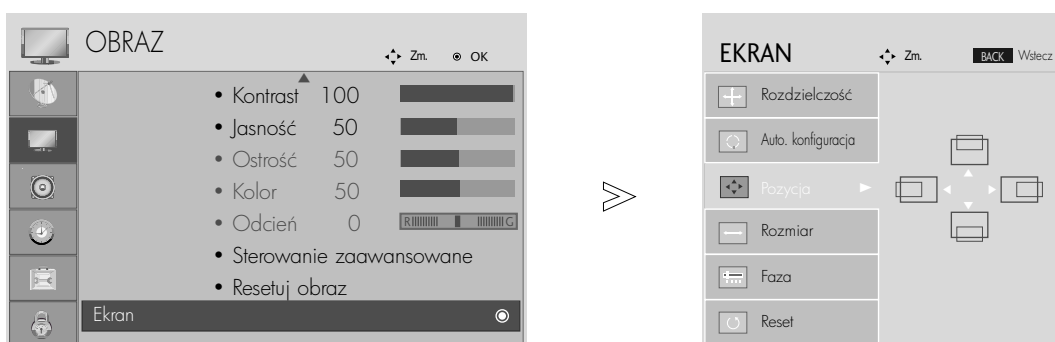 OBRAZ
Zm. OK
• Kontrast 100
• Jasność 50
• Ostrość 50
• Kolor 50
• Odcień 0 R G
• Sterowanie zaawansowane
• Resetuj obraz
Ekran
EKRAN
Zm. BACK Wstecz
Rozdzielczość
Auto. konfiguracja
Pozycja
Rozmiar
Faza
Reset